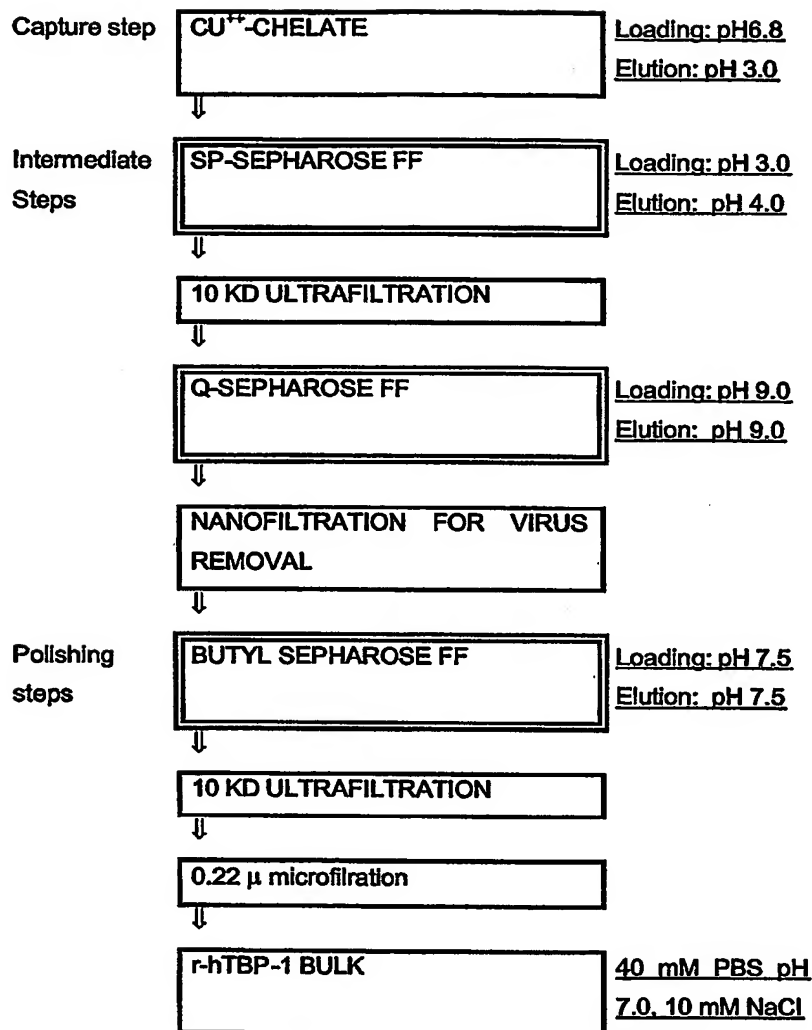 Capture step CU++-CHELATE Loading: pH6.8
Elution: pH 3.0
⇓
Intermediate SP-SEPHAROSE FF Loading: pH 3.0
Steps Elution: pH 4.0
⇓
10 KD ULTRAFILTRATION
⇓
Q-SEPHAROSE FF Loading: pH 9.0
Elution: pH 9.0
⇓
NANOFILTRATION FOR VIRUS
REMOVAL
⇓
Polishing BUTYL SEPHAROSE FF Loading: pH 7.5
steps Elution: pH 7.5
⇓
10 KD ULTRAFILTRATION
⇓
0.22 µ microfilration
⇓
r-hTBP-1 BULK 40 mM PBS pH
7.0, 10 mM NaCl